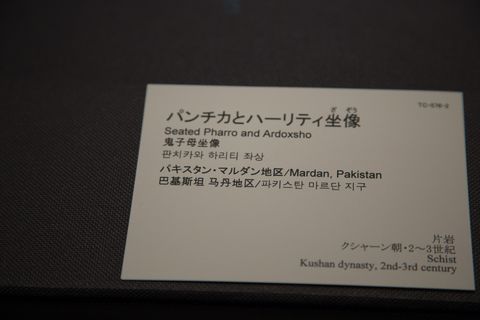 TC-576-2
ざ ぞう
パンチカとハーリティ坐像
Seated Pharro and Ardoxsho
鬼子母坐像
판치카와 하리티 좌상
パキスタン・マルダン地区/Mardan, Pakistan
巴基斯坦 马丹地区/파키스탄 마르단 지구
片岩
クシャーン朝・2〜3世紀
Schist
Kushan dynasty, 2nd-3rd century